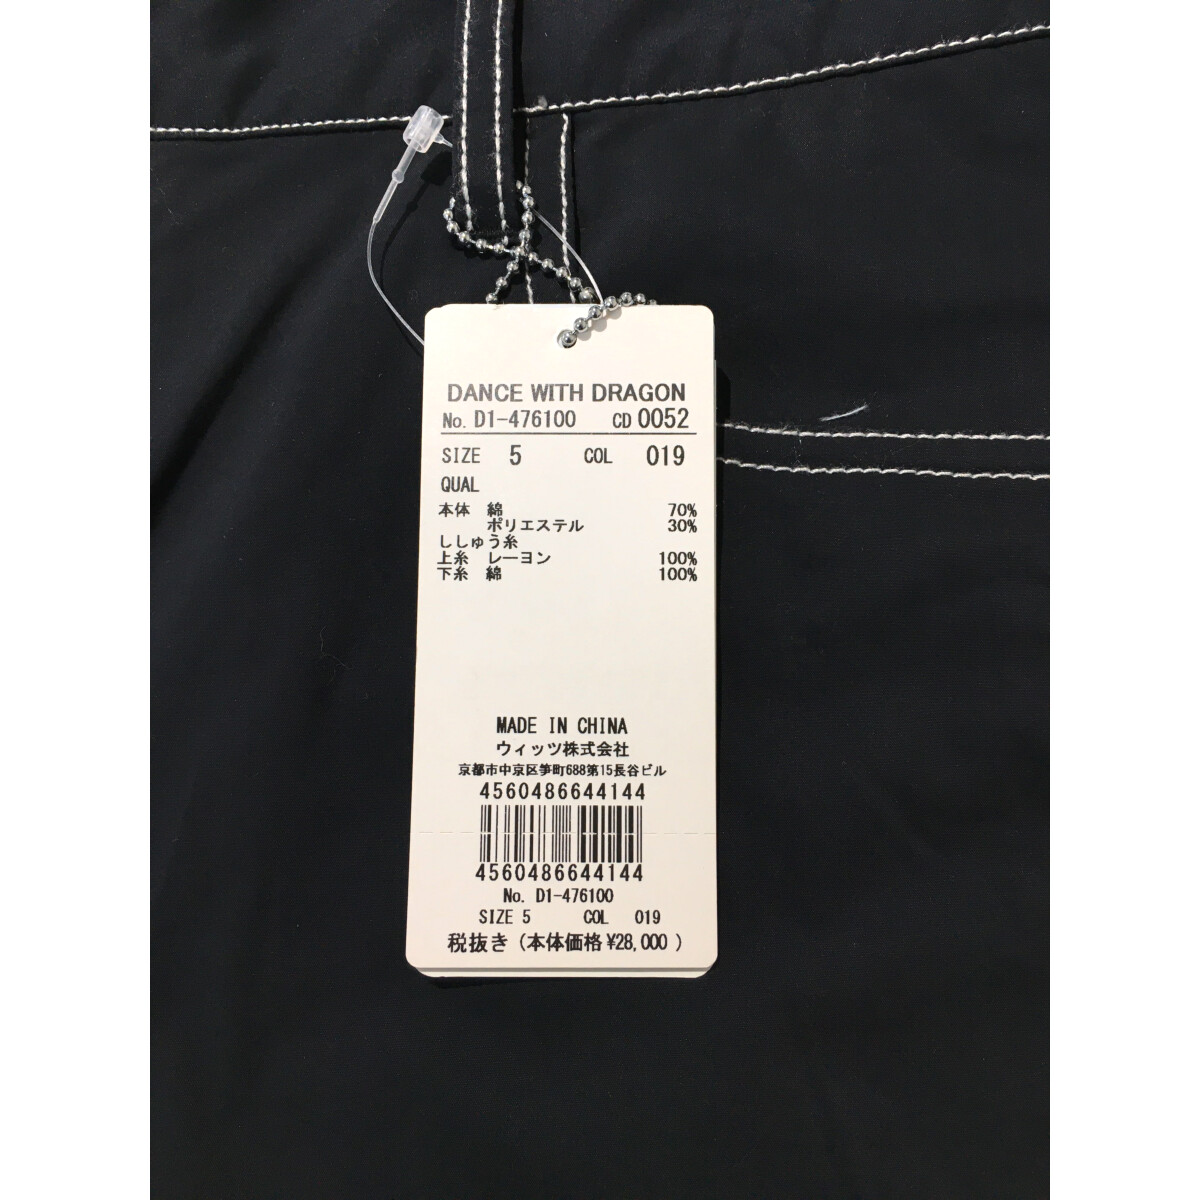 DANCE WITH DRAGON
No. D1-476100 CD 0052
SIZE 5 COL 019
QUAL
本体 綿 70%
ポリエステル 30%
ししゅう糸
上糸 レーヨン 100%
下糸 綿 100%
MADE IN CHINA
ウィッツ株式会社
京都市中京区笋町688第15長谷ビル
4560486644144
4560486644144
No. D1-476100
SIZE 5 COL 019
税抜き(本体価格¥28,000 )